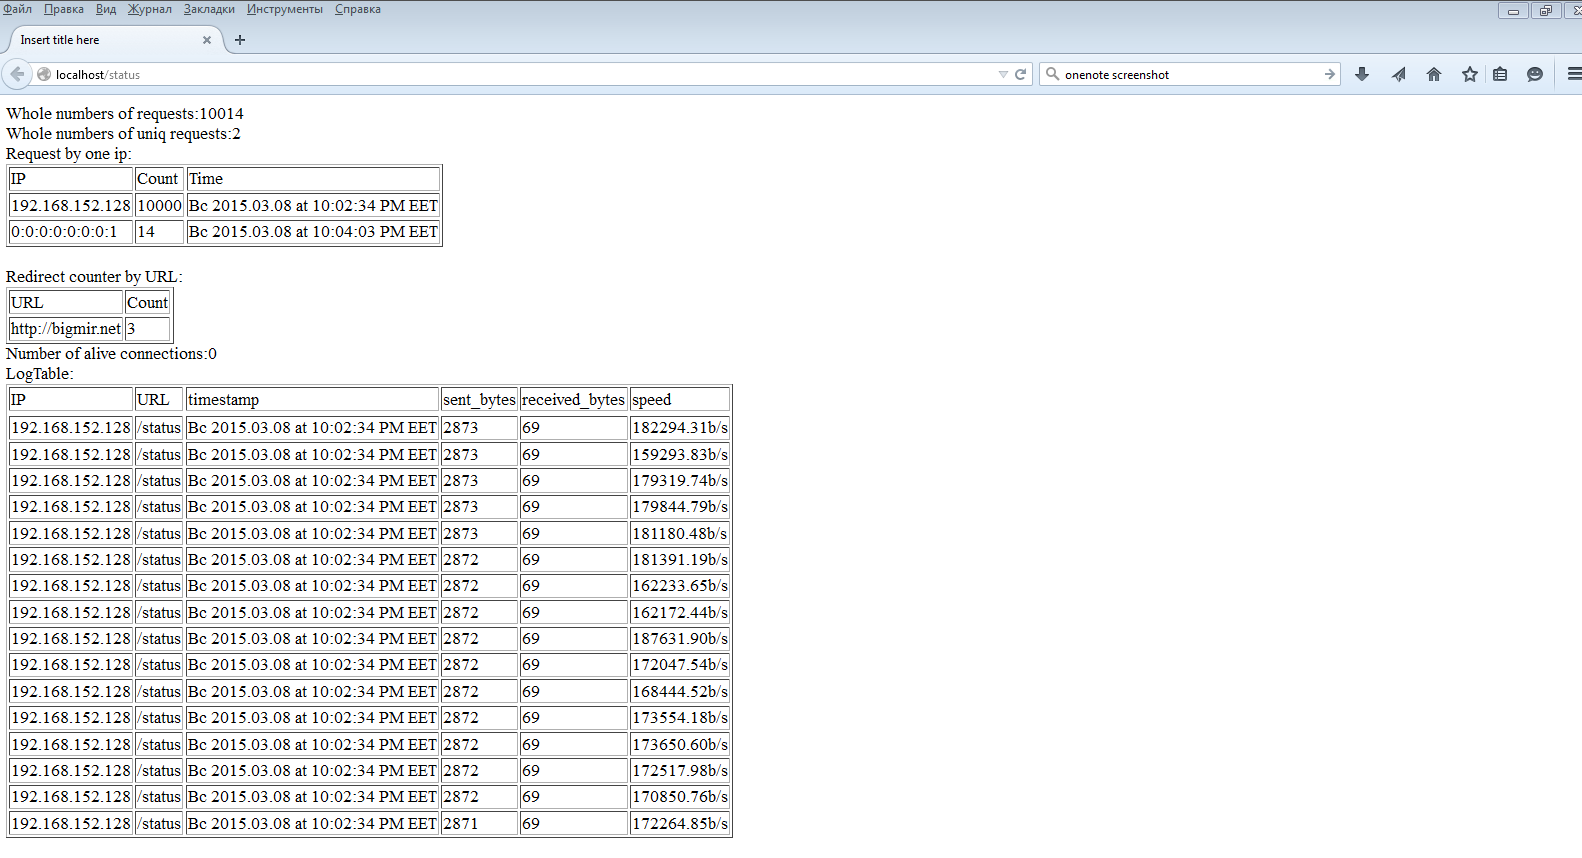 Файл Правка Вид Журнал Закладки Инструменты Справка
Insert title here
localhost/status
onenote screenshot
Whole numbers of requests:10014
Whole numbers of uniq requests:2
Request by one ip:
IP Count Time
192.168.152.128 10000 Вс 2015.03.08 at 10:02:34 PM EET
0:0:0:0:0:0:0:1 14 Вс 2015.03.08 at 10:04:03 PM EET
Redirect counter by URL:
URL Count
http://bigmir.net 3
Number of alive connections:0
LogTable:
IP URL timestamp sent_bytes received_bytes speed
192.168.152.128 /status Вс 2015.03.08 at 10:02:34 PM EET 2873 69 182294.31b/s
192.168.152.128 /status Вс 2015.03.08 at 10:02:34 PM EET 2873 69 159293.83b/s
192.168.152.128 /status Вс 2015.03.08 at 10:02:34 PM EET 2873 69 179319.74b/s
192.168.152.128 /status Вс 2015.03.08 at 10:02:34 PM EET 2873 69 179844.79b/s
192.168.152.128 /status Вс 2015.03.08 at 10:02:34 PM EET 2873 69 181180.48b/s
192.168.152.128 /status Вс 2015.03.08 at 10:02:34 PM EET 2872 69 181391.19b/s
192.168.152.128 /status Вс 2015.03.08 at 10:02:34 PM EET 2872 69 162233.65b/s
192.168.152.128 /status Вс 2015.03.08 at 10:02:34 PM EET 2872 69 162172.44b/s
192.168.152.128 /status Вс 2015.03.08 at 10:02:34 PM EET 2872 69 187631.90b/s
192.168.152.128 /status Вс 2015.03.08 at 10:02:34 PM EET 2872 69 172047.54b/s
192.168.152.128 /status Вс 2015.03.08 at 10:02:34 PM EET 2872 69 168444.52b/s
192.168.152.128 /status Вс 2015.03.08 at 10:02:34 PM EET 2872 69 173554.18b/s
192.168.152.128 /status Вс 2015.03.08 at 10:02:34 PM EET 2872 69 173650.60b/s
192.168.152.128 /status Вс 2015.03.08 at 10:02:34 PM EET 2872 69 172517.98b/s
192.168.152.128 /status Вс 2015.03.08 at 10:02:34 PM EET 2872 69 170850.76b/s
192.168.152.128 /status Вс 2015.03.08 at 10:02:34 PM EET 2871 69 172264.85b/s